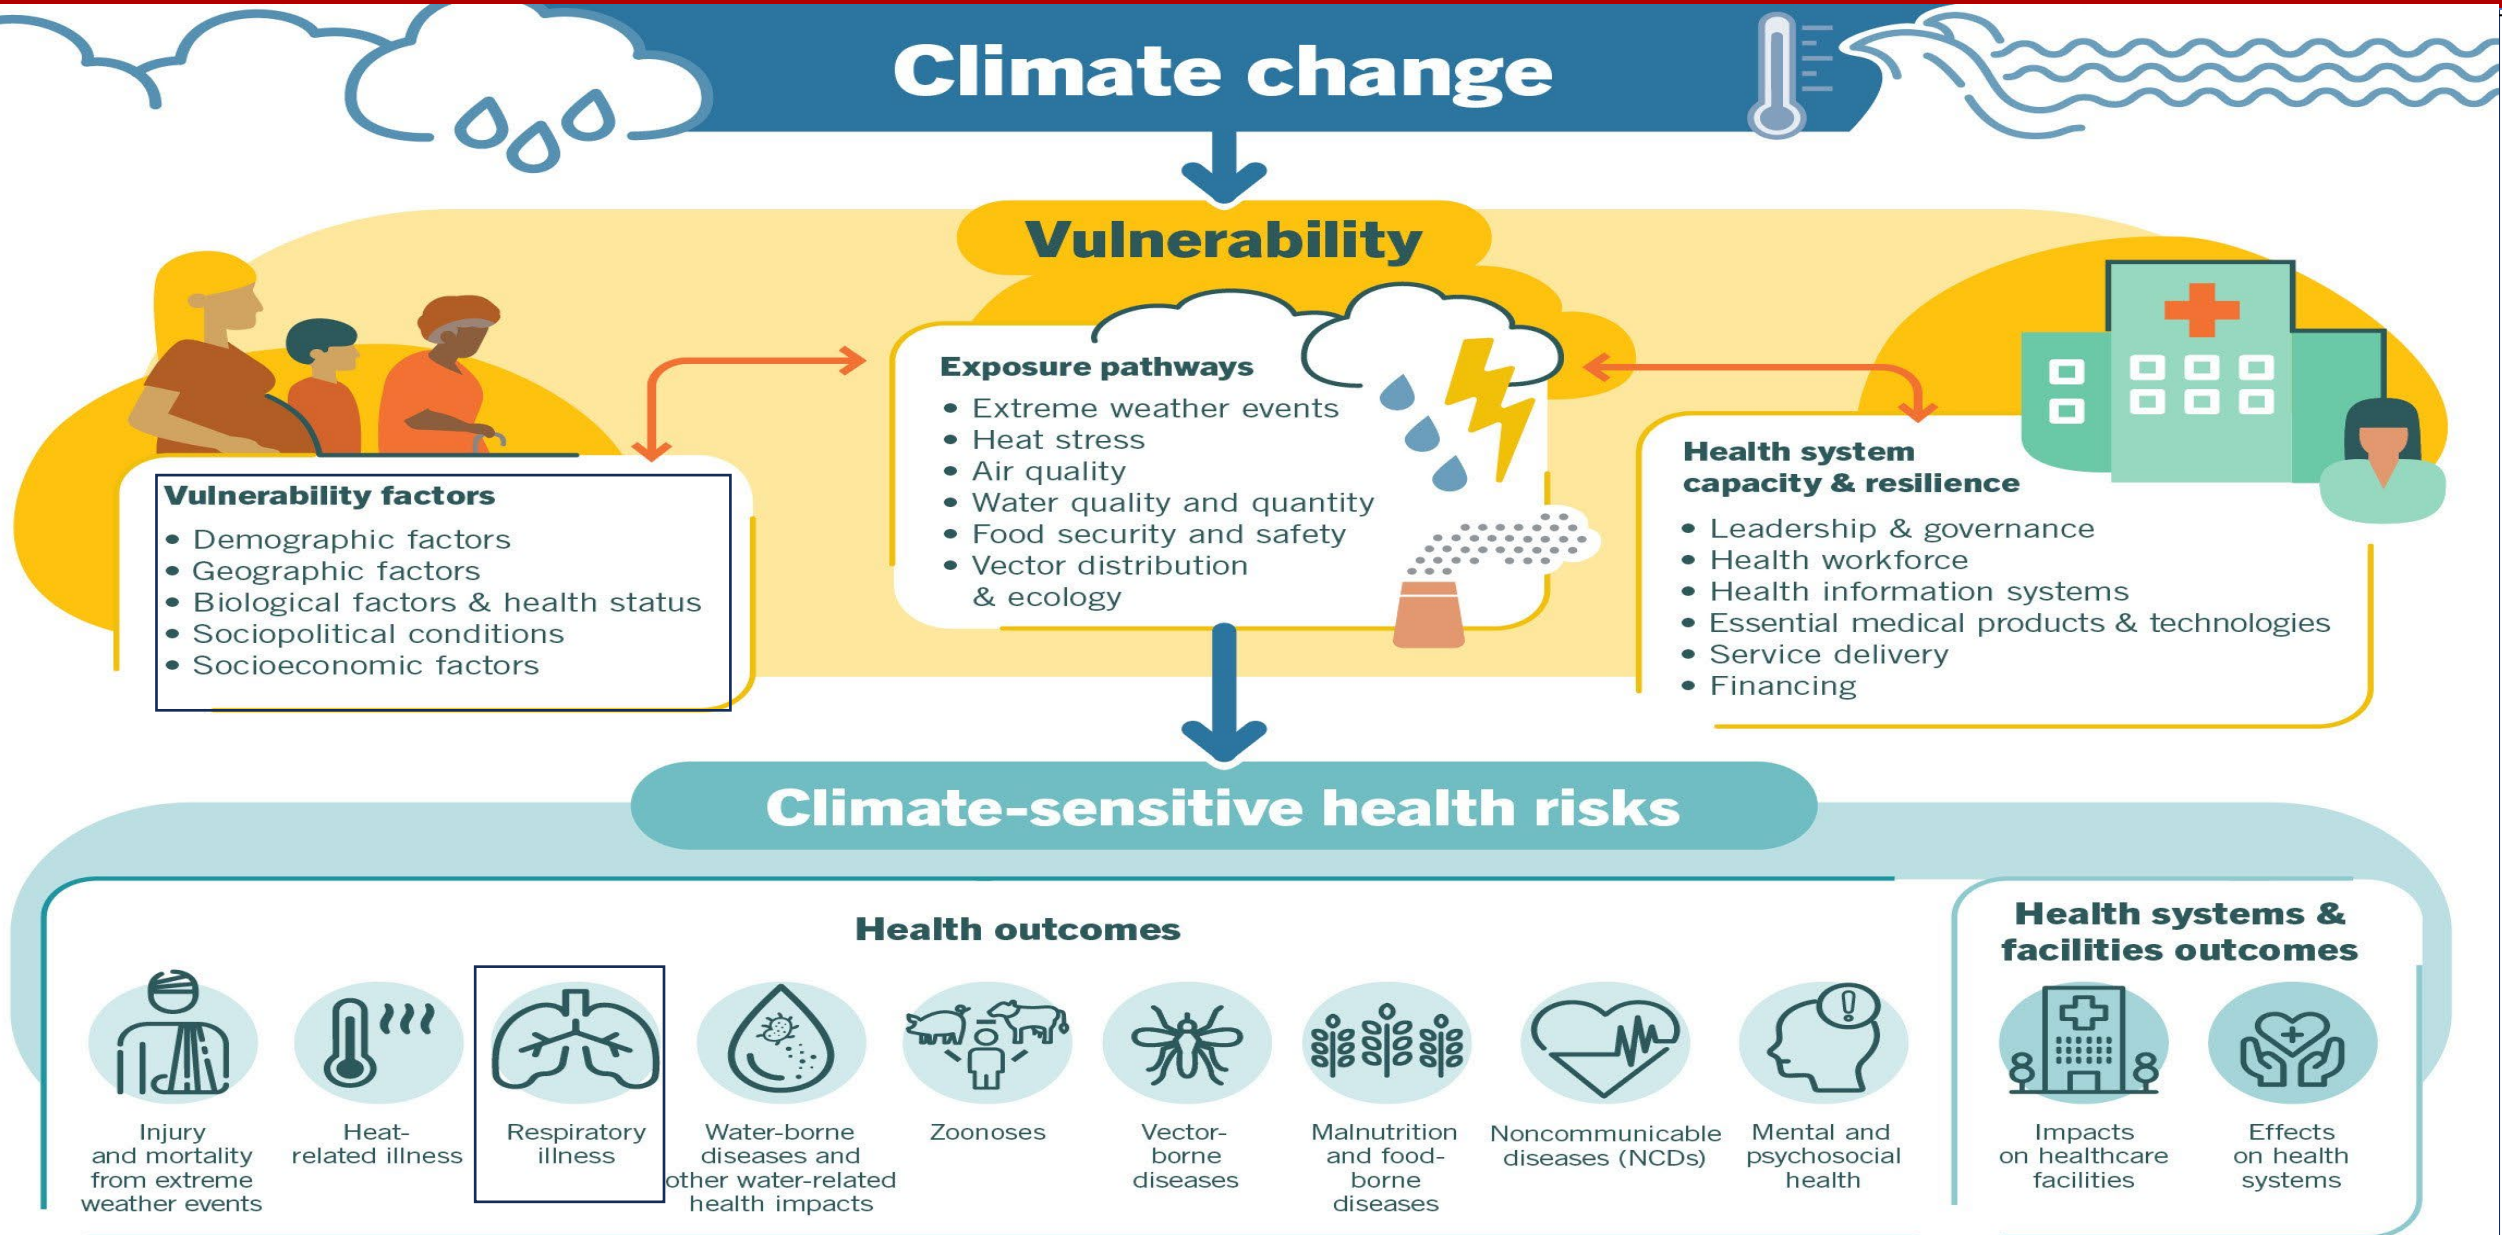 Climate change
Vulnerability
Vulnerability factors
• Demographic factors
• Geographic factors
• Biological factors & health status
• Sociopolitical conditions
• Socioeconomic factors
Exposure pathways
• Extreme weather events
• Heat stress
• Air quality
• Water quality and quantity
• Food security and safety
• Vector distribution
& ecology
Health system
capacity & resilience
• Leadership & governance
• Health workforce
• Health information systems
• Essential medical products & technologies
• Service delivery
• Financing
Climate-sensitive health risks
Health outcomes
Injury
and mortality
from extreme
weather events
Heat-
related illness
Respiratory
illness
Water-borne
diseases and
other water-related
health impacts
Zoonoses
Vector-
borne
diseases
Malnutrition
and food-
borne
diseases
Noncommunicable
diseases (NCDs)
Mental and
psychosocial
health
Health systems &
facilities outcomes
Impacts
on healthcare
facilities
Effects
on health
systems